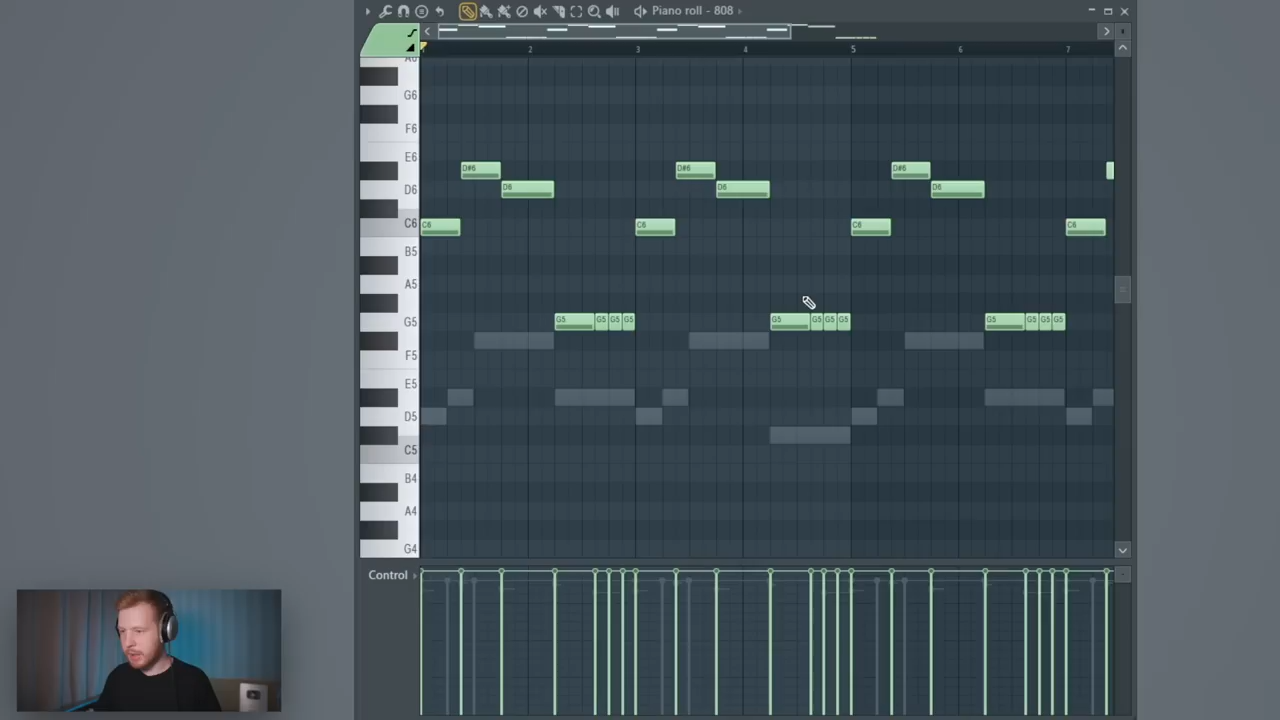 Piano roll - 808
2 3 4 5 6 7
G6
F6
E6
D#6 D#6 D#6
D6 D6 D6 D6
C6 C6 C6 C6 C6
B5
A5
G5 G5 G5 G5 G5 G5 G5 G5 G5 G5 G5 G5 G5
F5
E5
D5
C5
B4
A4
G4
Control